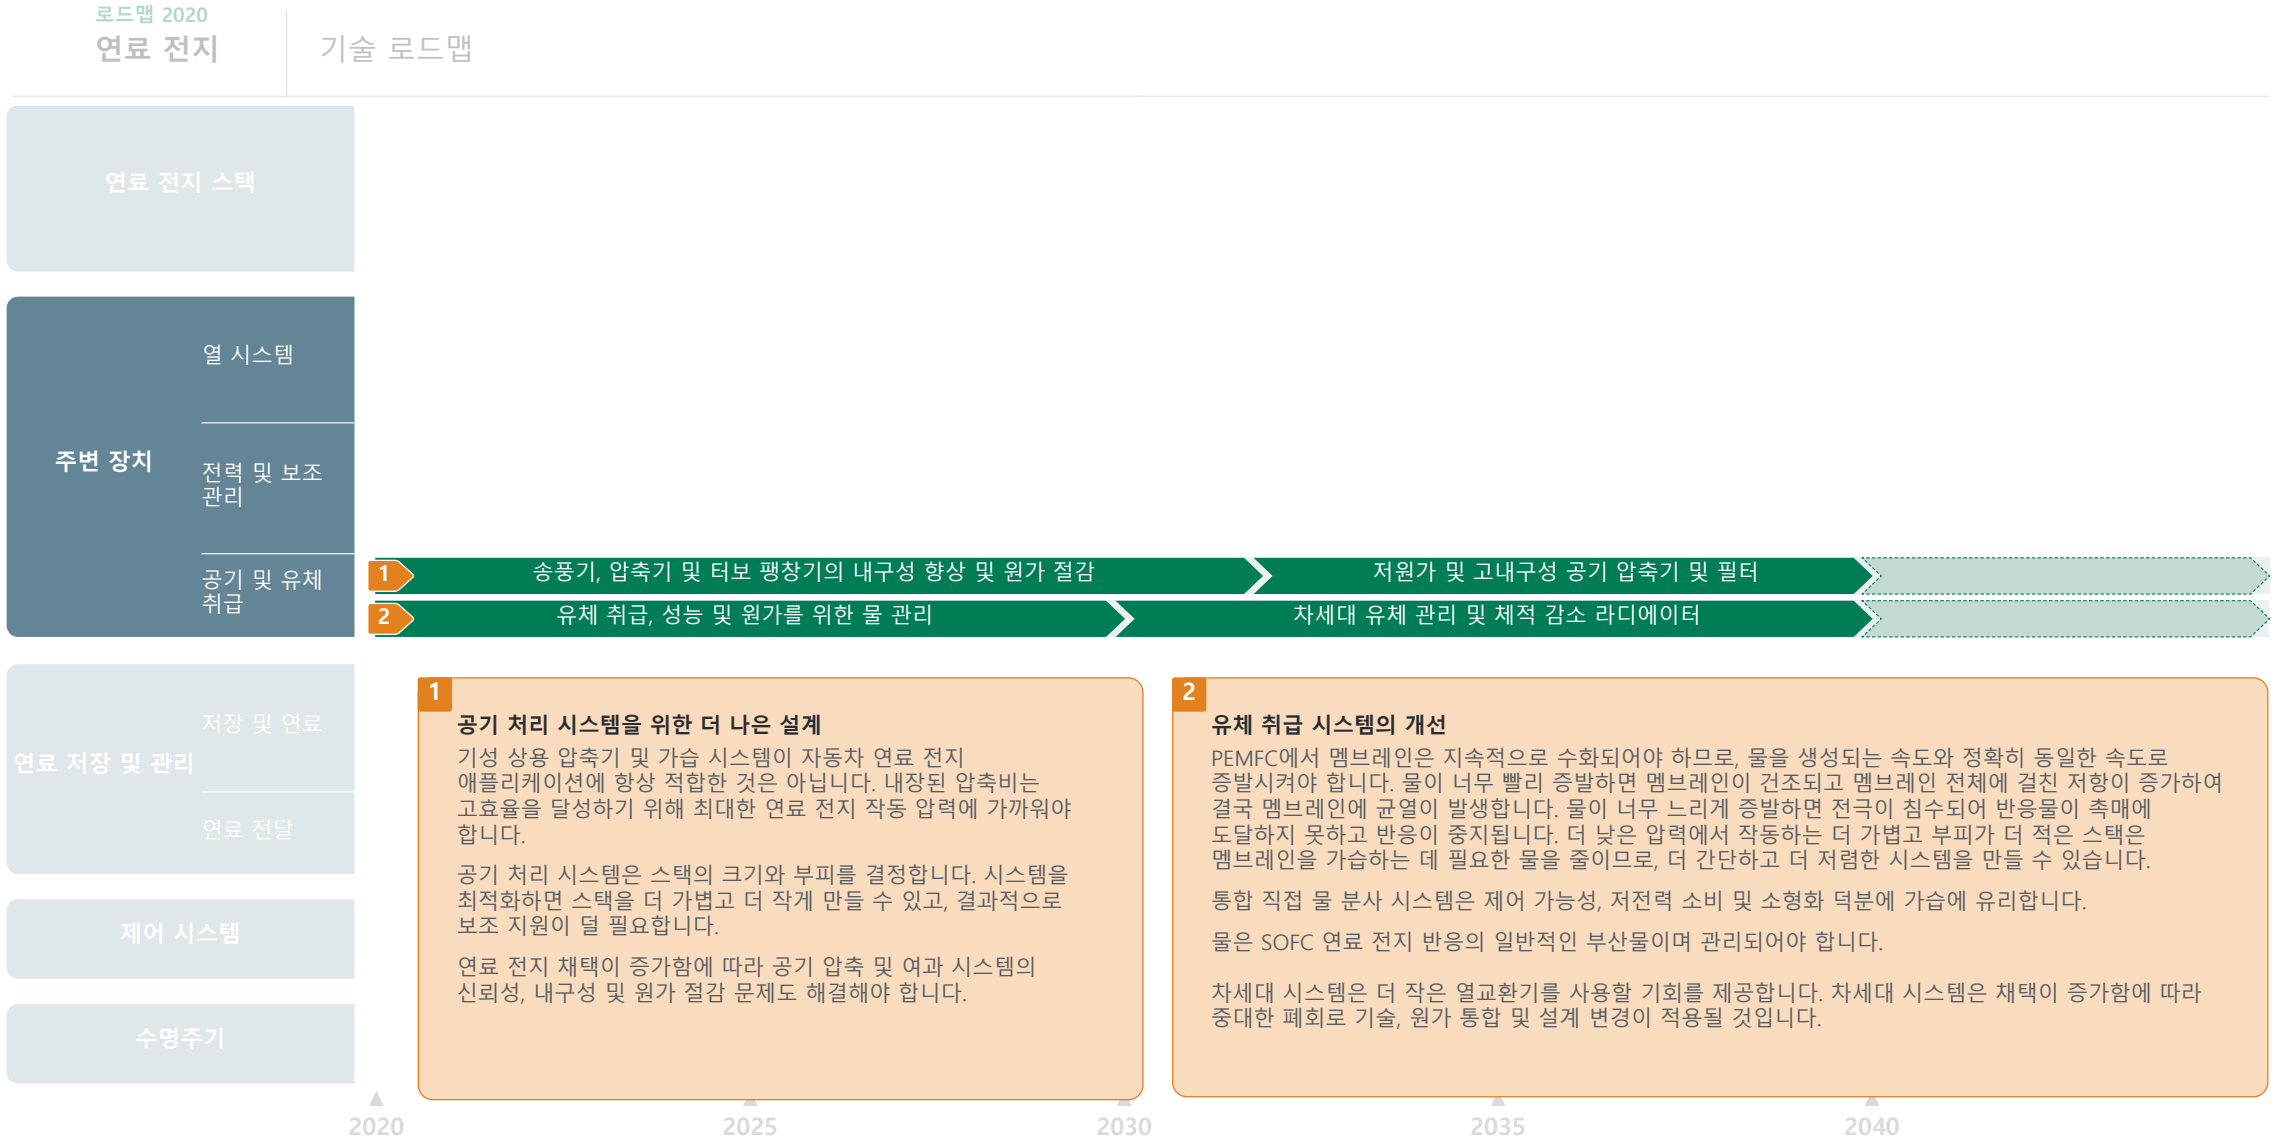 로드맵 2020
연료 전지
기술 로드맵
연료 전지 스택
주변 장치
열 시스템
전력 및 보조
관리
공기 및 유체
취급
1
송풍기, 압축기 및 터보 팽창기의 내구성 향상 및 원가 절감
저원가 및 고내구성 공기 압축기 및 필터
2
유체 취급, 성능 및 원가를 위한 물 관리
차세대 유체 관리 및 체적 감소 라디에이터
연료 저장 및 관리
저장 및 연료
연료 전달
제어 시스템
수명주기
1
공기 처리 시스템을 위한 더 나은 설계
기성 상용 압축기 및 가습 시스템이 자동차 연료 전지
애플리케이션에 항상 적합한 것은 아닙니다. 내장된 압축비는
고효율을 달성하기 위해 최대한 연료 전지 작동 압력에 가까워야
합니다.
공기 처리 시스템은 스택의 크기와 부피를 결정합니다. 시스템을
최적화하면 스택을 더 가볍고 더 작게 만들 수 있고, 결과적으로
보조 지원이 덜 필요합니다.
연료 전지 채택이 증가함에 따라 공기 압축 및 여과 시스템의
신뢰성, 내구성 및 원가 절감 문제도 해결해야 합니다.
2
유체 취급 시스템의 개선
PEMFC에서 멤브레인은 지속적으로 수화되어야 하므로, 물을 생성되는 속도와 정확히 동일한 속도로
증발시켜야 합니다. 물이 너무 빨리 증발하면 멤브레인이 건조되고 멤브레인 전체에 걸친 저항이 증가하여
결국 멤브레인에 균열이 발생합니다. 물이 너무 느리게 증발하면 전극이 침수되어 반응물이 촉매에
도달하지 못하고 반응이 중지됩니다. 더 낮은 압력에서 작동하는 더 가볍고 부피가 더 적은 스택은
멤브레인을 가습하는 데 필요한 물을 줄이므로, 더 간단하고 더 저렴한 시스템을 만들 수 있습니다.
통합 직접 물 분사 시스템은 제어 가능성, 저전력 소비 및 소형화 덕분에 가습에 유리합니다.
물은 SOFC 연료 전지 반응의 일반적인 부산물이며 관리되어야 합니다.
차세대 시스템은 더 작은 열교환기를 사용할 기회를 제공합니다. 차세대 시스템은 채택이 증가함에 따라
중대한 폐회로 기술, 원가 통합 및 설계 변경이 적용될 것입니다.
2020
2025
2030
2035
2040